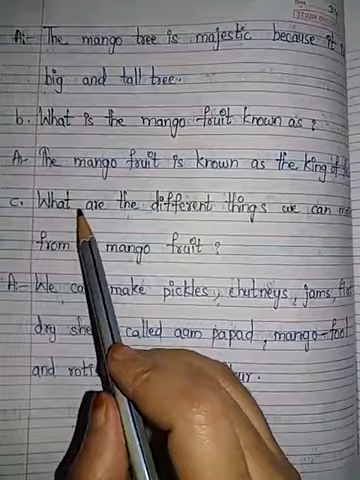 A:- The mango tree is majestic because it
big and tall tree.
b. What is the mango fruit known as ?
A:- The mango fruit is known as the king of
c. What are the different things we can
from mango fruit ?
A:- We make pickles, chutneys, jams,
dry called aam papad, mango-fool
and